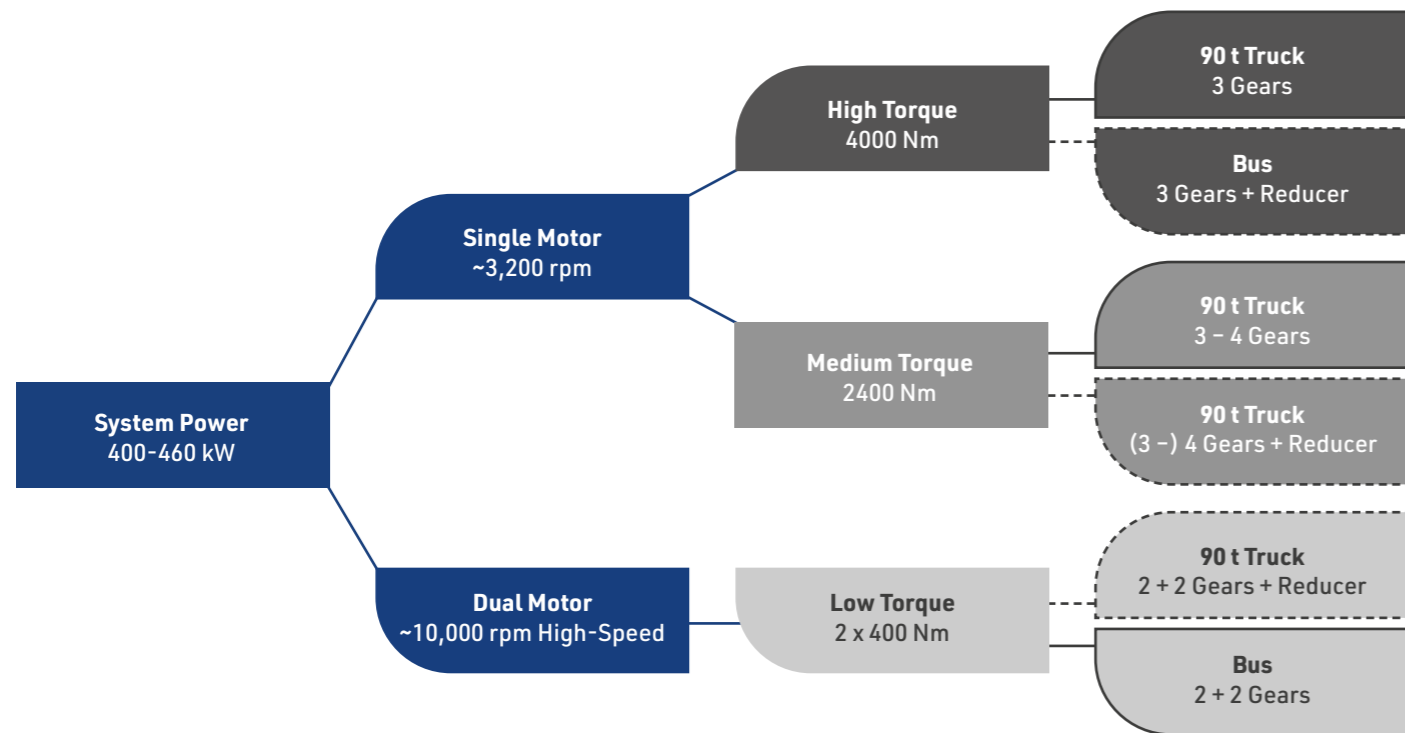 System Power
400-460 kW
Single Motor
~3,200 rpm
Dual Motor
~10,000 rpm High-Speed
High Torque
4000 Nm
Medium Torque
2400 Nm
Low Torque
2 x 400 Nm
90 t Truck
3 Gears
Bus
3 Gears + Reducer
90 t Truck
3 – 4 Gears
90 t Truck
(3 –) 4 Gears + Reducer
90 t Truck
2 + 2 Gears + Reducer
Bus
2 + 2 Gears